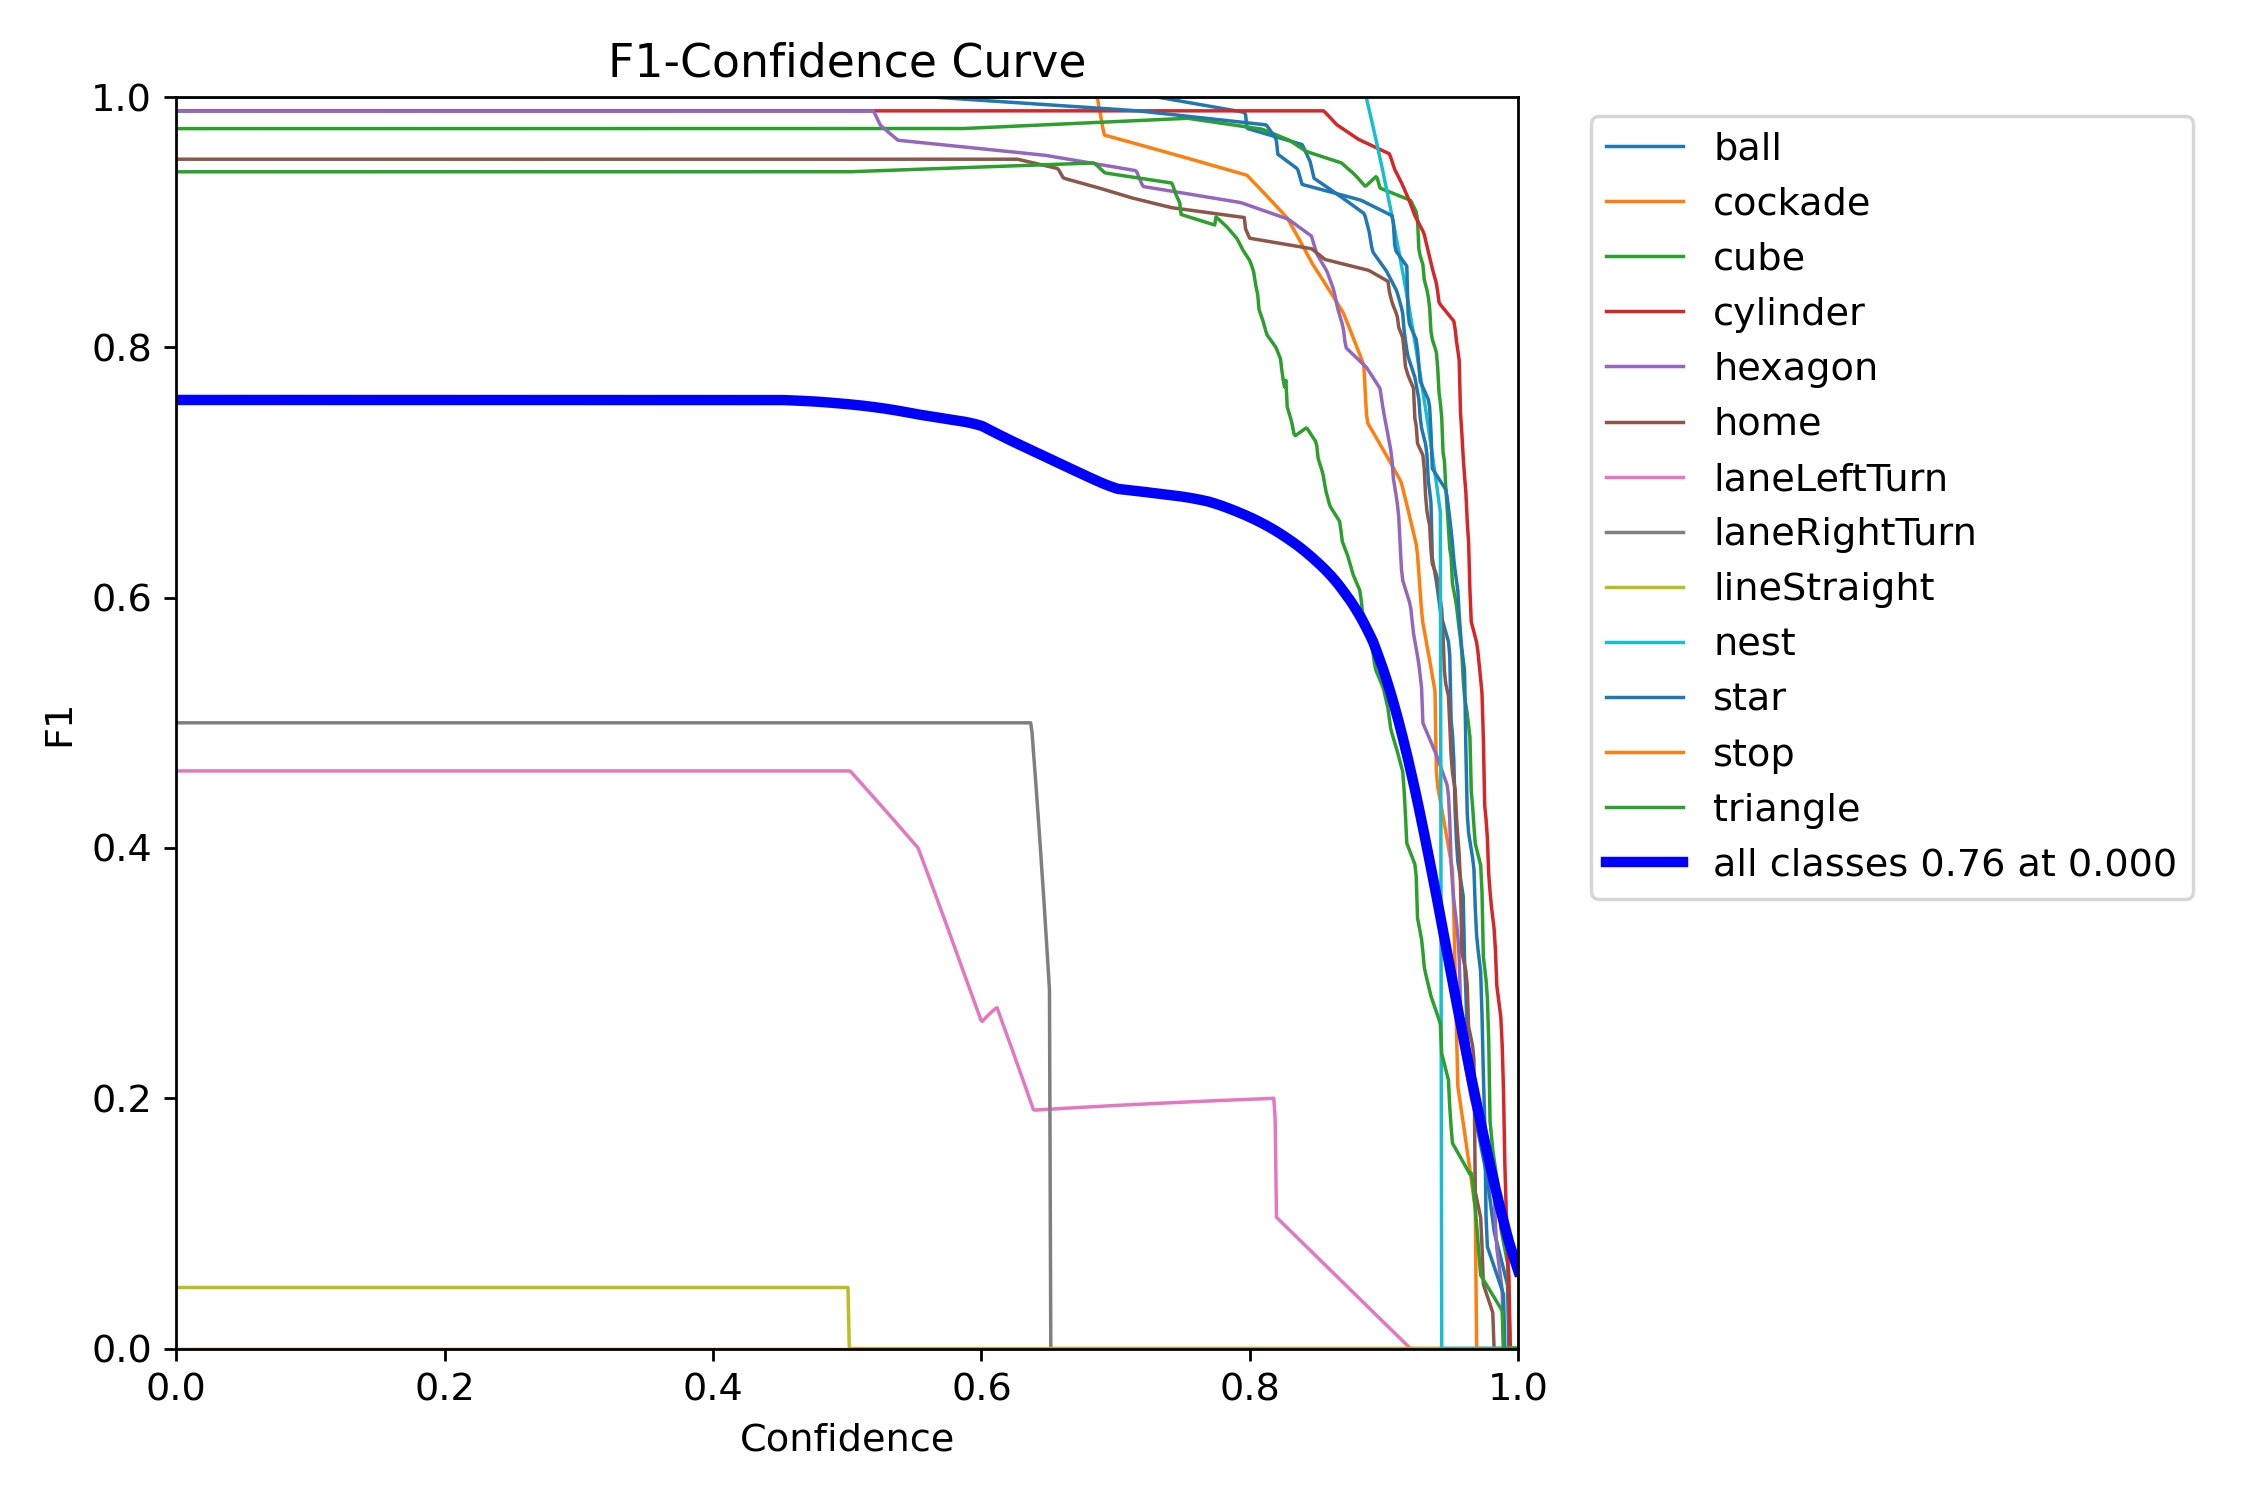 F1-Confidence Curve
1.0
0.8
0.6
0.4
0.2
0.0
F1
0.0 0.2 0.4 0.6 0.8 1.0
Confidence
ball
cockade
cube
cylinder
hexagon
home
laneLeftTurn
laneRightTurn
lineStraight
nest
star
stop
triangle
all classes 0.76 at 0.000